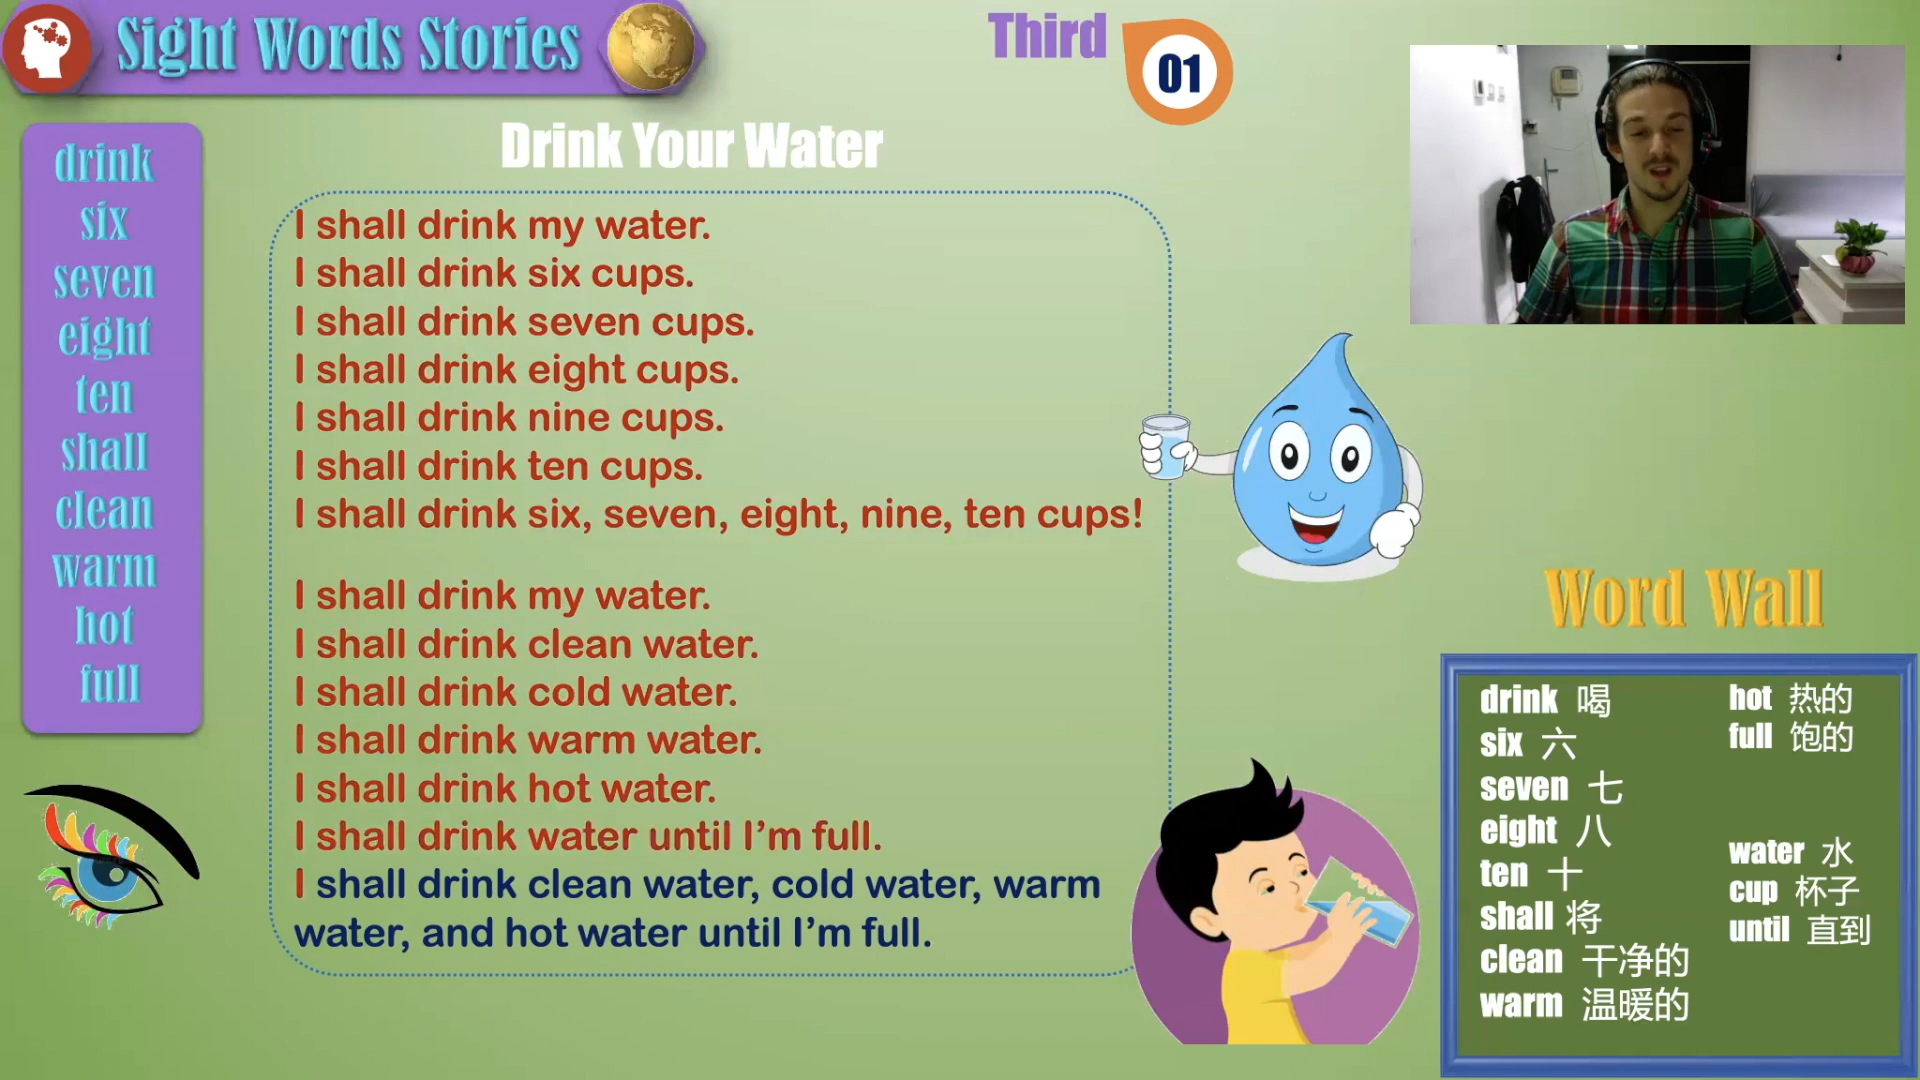 Sight Words Stories
Third
01
drink
six
seven
eight
ten
shall
clean
warm
hot
full
Drink Your Water
I shall drink my water.
I shall drink six cups.
I shall drink seven cups.
I shall drink eight cups.
I shall drink nine cups.
I shall drink ten cups.
I shall drink six, seven, eight, nine, ten cups!
I shall drink my water.
I shall drink clean water.
I shall drink cold water.
I shall drink warm water.
I shall drink hot water.
I shall drink water until I’m full.
I shall drink clean water, cold water, warm
water, and hot water until I’m full.
Word Wall
drink 喝
six 六
seven 七
eight 八
ten 十
shall 将
clean 干净的
warm 温暖的
hot 热的
full 饱的
water 水
cup 杯子
until 直到